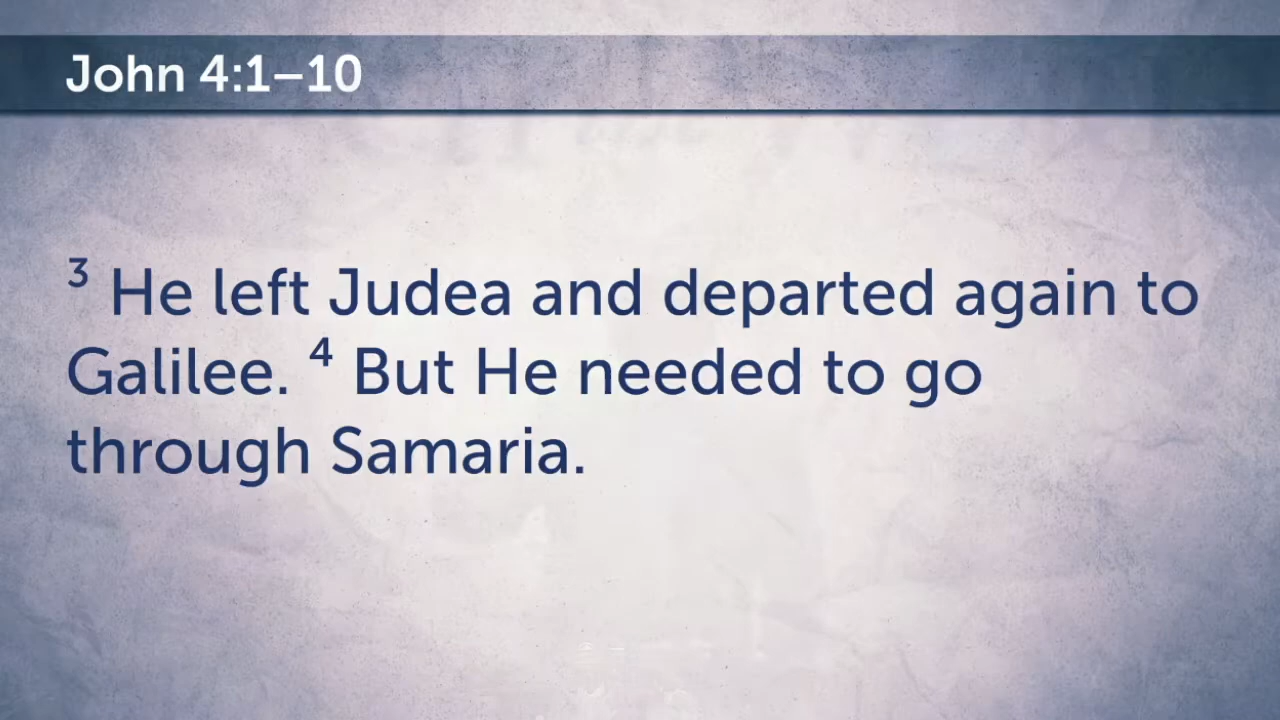 John 4:1–10
³ He left Judea and departed again to
Galilee. ⁴ But He needed to go
through Samaria.